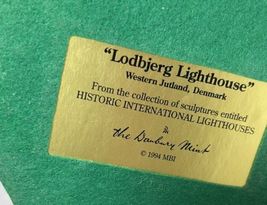 "Lodbjerg Lighthouse"
Western Jutland, Denmark
From the collection of sculptures entitled
HISTORIC INTERNATIONAL LIGHTHOUSES
the Danbury Mint
© 1994 MBI